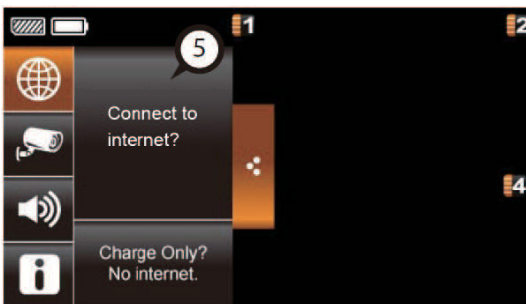 5
1
2
Connect to
internet?
4
Charge Only?
No internet.
i